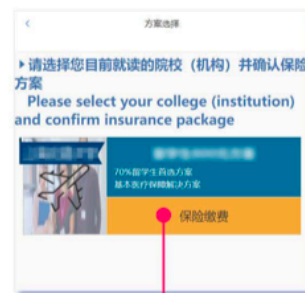 方案选择
▶请选择您目前就读的院校（机构）并确认保险
方案
Please select your college (institution)
and confirm insurance package
70%留学生首选方案
基本医疗保障解决方案
保险缴费